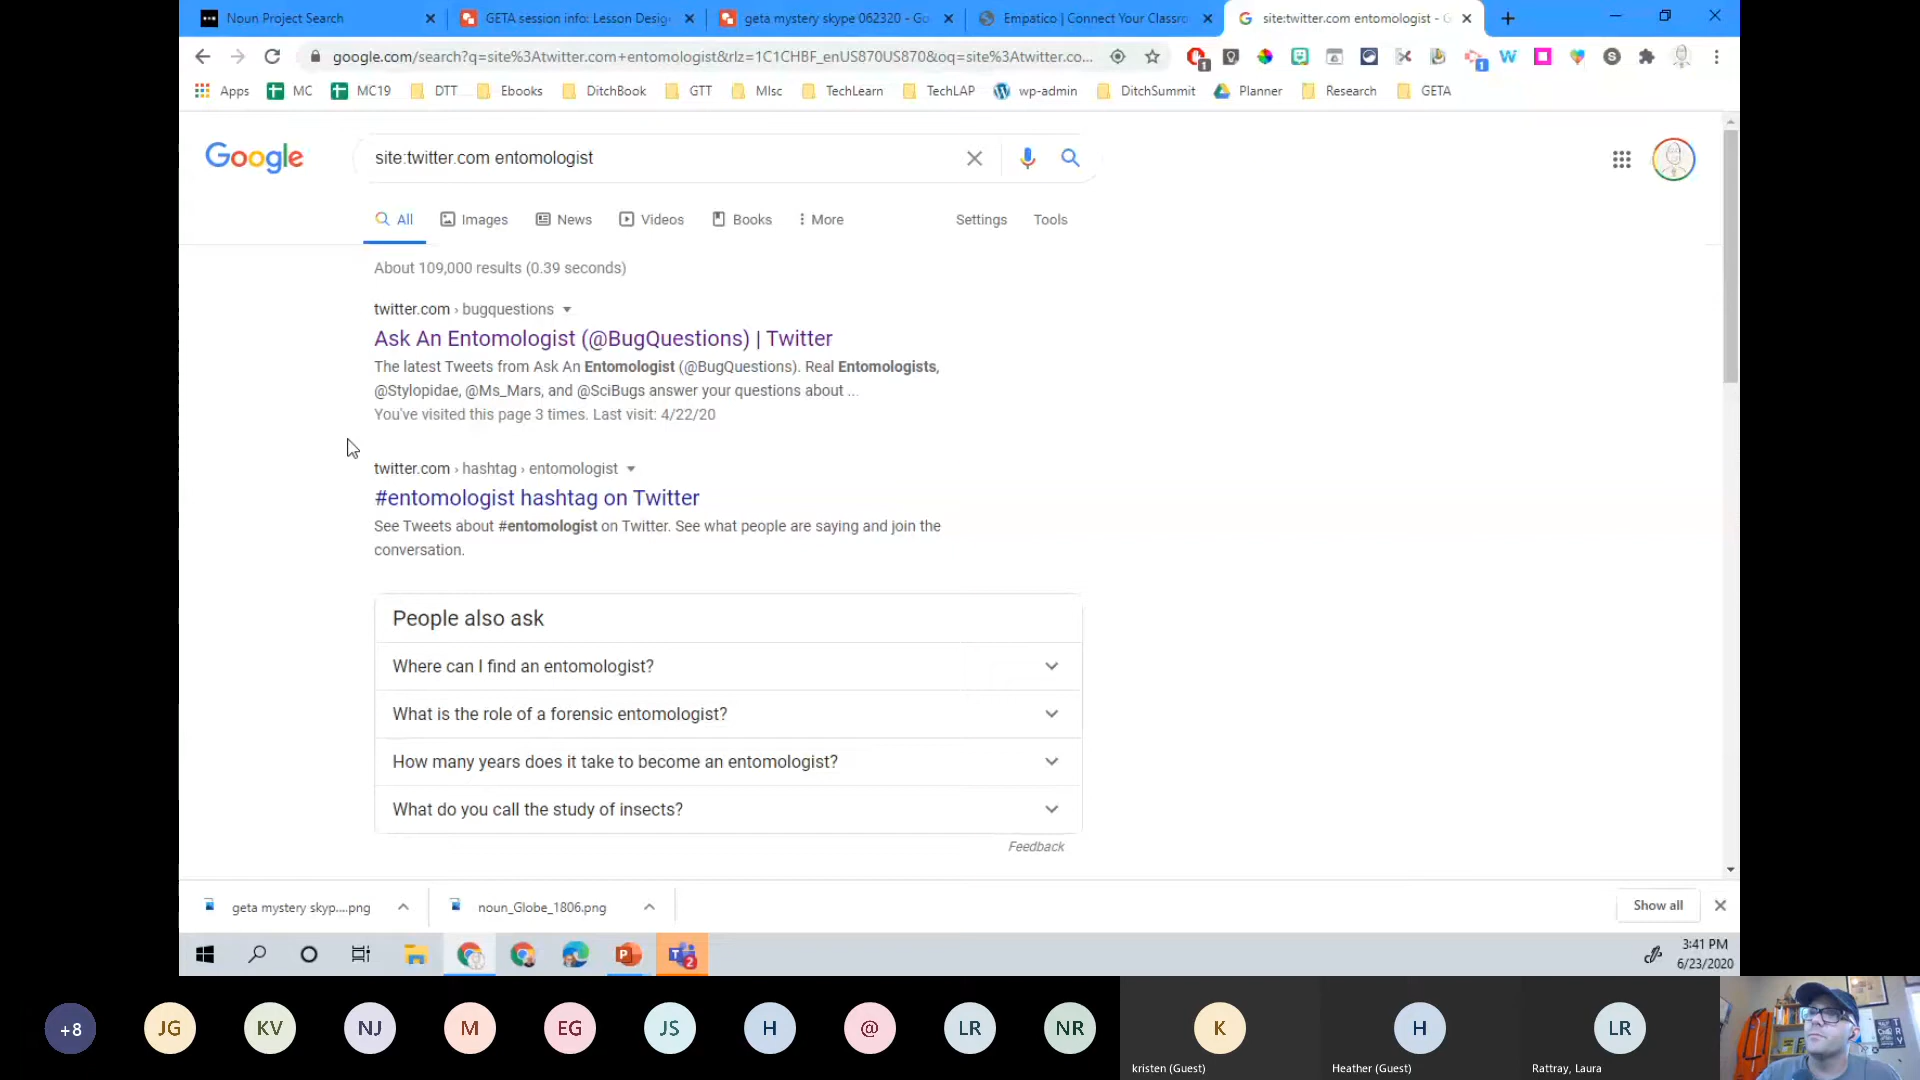 Noun Project Search
GETA session info: Lesson Desig
geta mystery skype 062320 - Go
Empatico | Connect Your Classro
site:twitter.com entomologist - G
google.com/search?q=site%3Atwitter.com+entomologist&rlz=1C1CHBF_enUS870US870&oq=site%3Atwitter.co...
Apps
MC
MC19
DTT
Ebooks
DitchBook
GTT
MIsc
TechLearn
TechLAP
wp-admin
DitchSummit
Planner
Research
GETA
Google
site:twitter.com entomologist
All
Images
News
Videos
Books
More
Settings
Tools
About 109,000 results (0.39 seconds)
twitter.com › bugquestions
Ask An Entomologist (@BugQuestions) | Twitter
The latest Tweets from Ask An Entomologist (@BugQuestions). Real Entomologists,
@Stylopidae, @Ms_Mars, and @SciBugs answer your questions about ...
You've visited this page 3 times. Last visit: 4/22/20
twitter.com › hashtag › entomologist
#entomologist hashtag on Twitter
See Tweets about #entomologist on Twitter. See what people are saying and join the
conversation.
People also ask
Where can I find an entomologist?
What is the role of a forensic entomologist?
How many years does it take to become an entomologist?
What do you call the study of insects?
Feedback
geta mystery skyp....png
noun_Globe_1806.png
Show all
3:41 PM
6/23/2020
+8
JG
KV
NJ
M
EG
JS
H
@
LR
NR
K
kristen (Guest)
H
Heather (Guest)
LR
Rattray, Laura